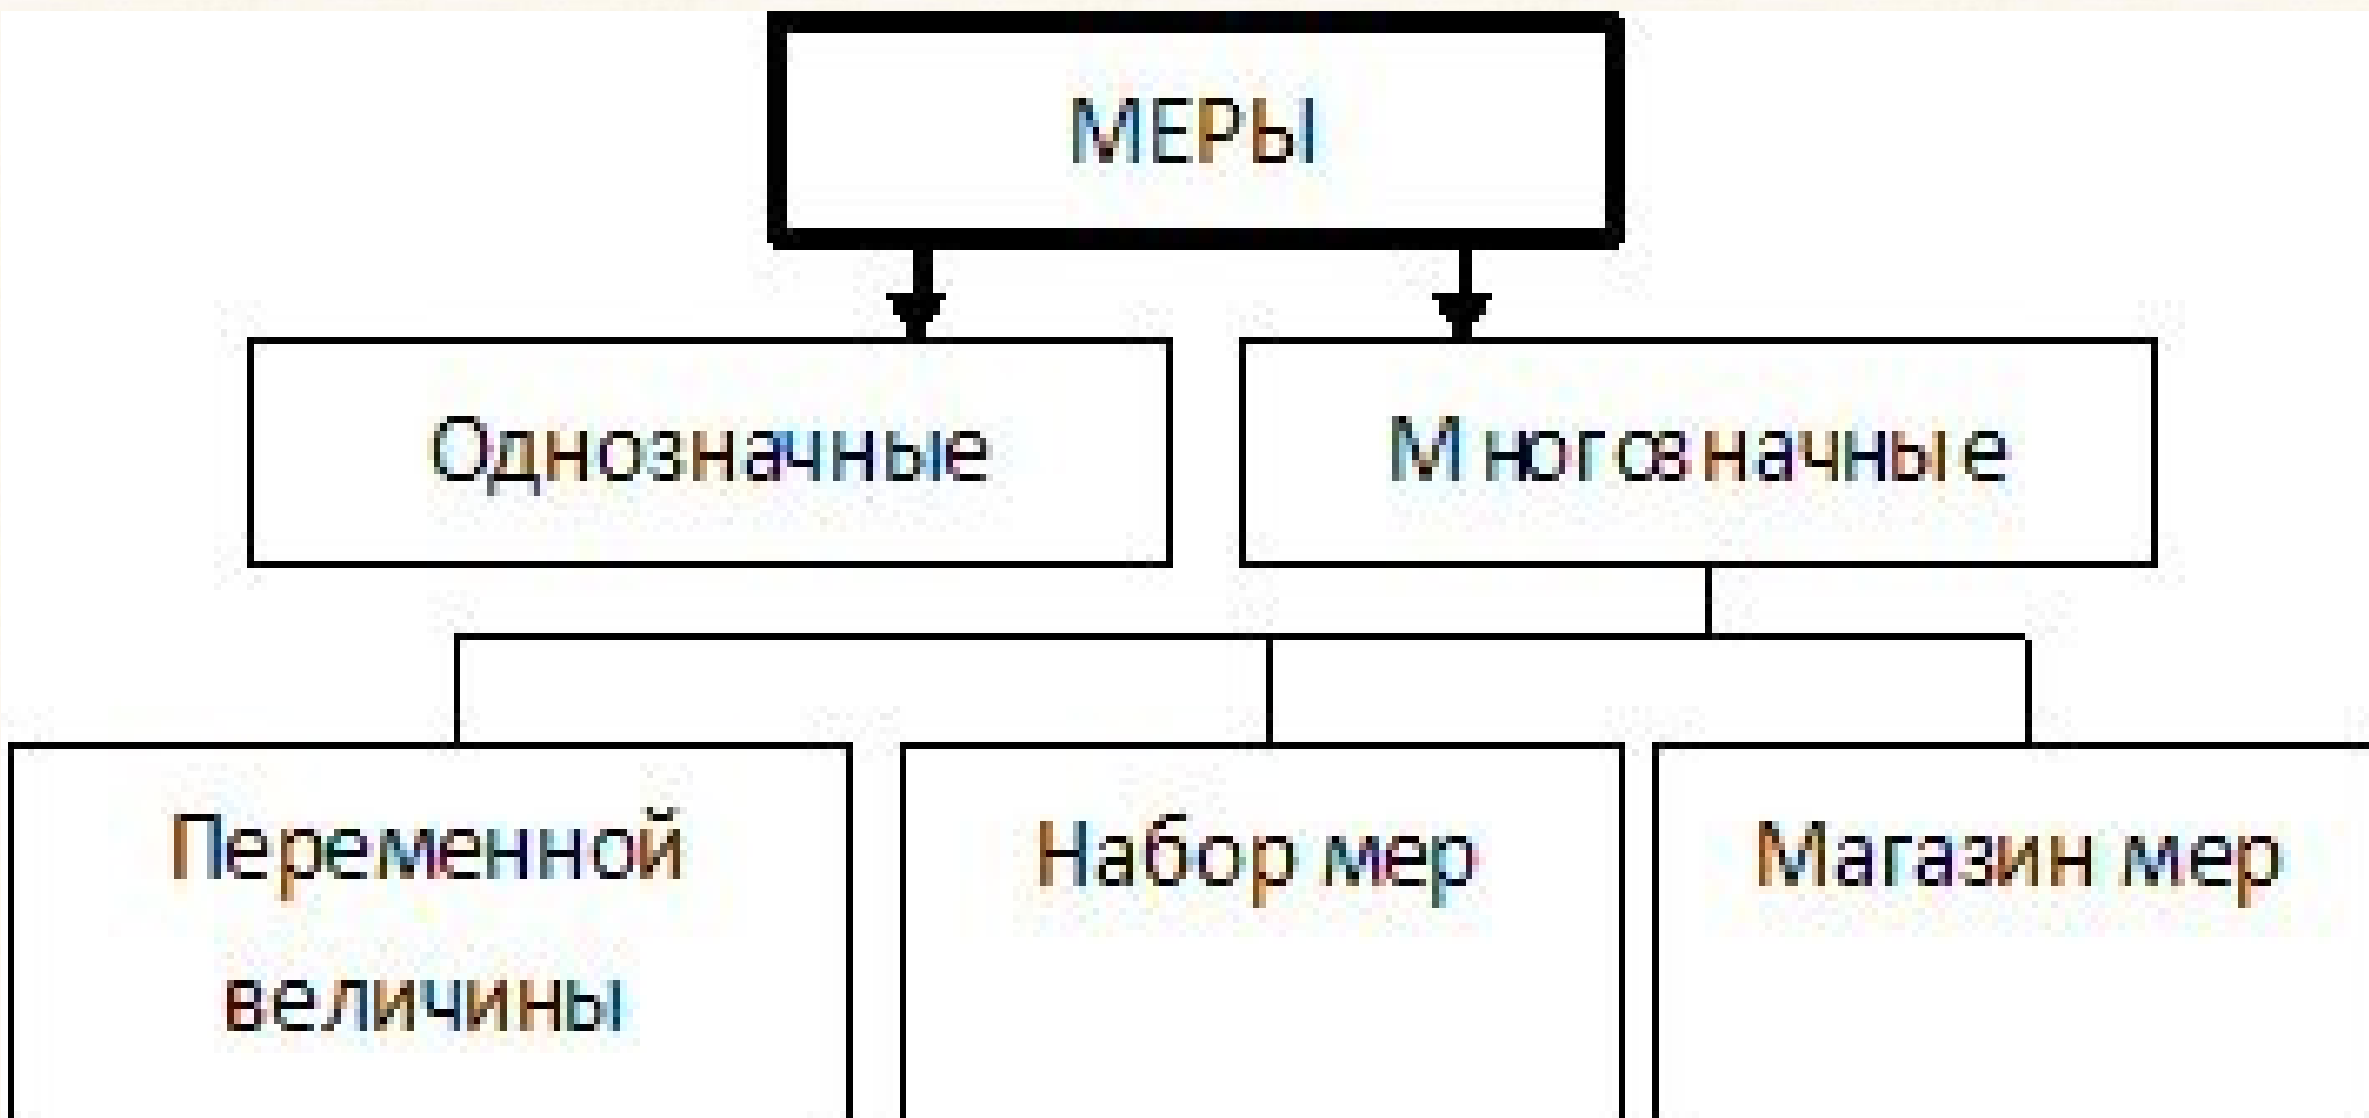 МЕРЫ
Однозначные
Многозначные
Переменной
величины
Набор мер
Магазин мер